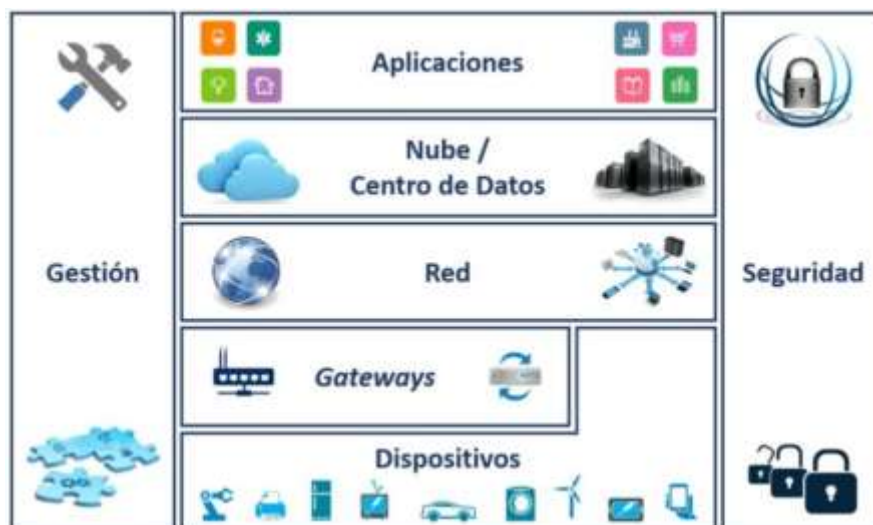 Aplicaciones
Nube /
Centro de Datos
Gestión
Red
Seguridad
Gateways
Dispositivos